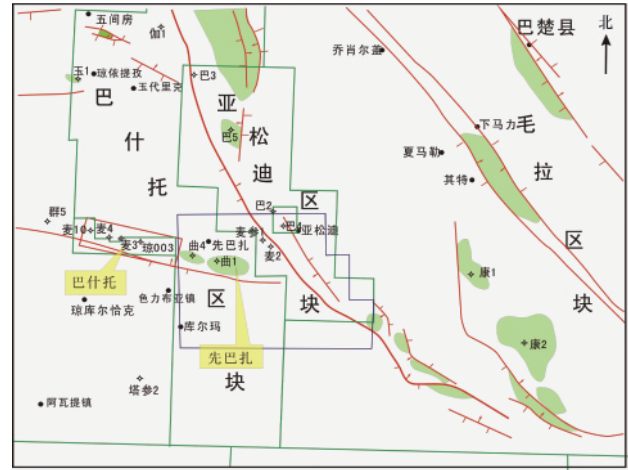 五间房
伽1
巴楚县
北
乔肖尔盖
玉1
琼依提孜
巴3
玉代里克
巴什托区块
亚松迪区块
毛拉区块
巴5
下马力
夏马勒
其特
群5
巴2
麦10
麦4
麦3
琼003
曲4
先巴扎
麦参1
麦2
巴4
亚松迪
曲1
康1
巴什托
色力布亚镇
琼库尔恰克
库尔玛
先巴扎
康2
塔参2
阿瓦提镇